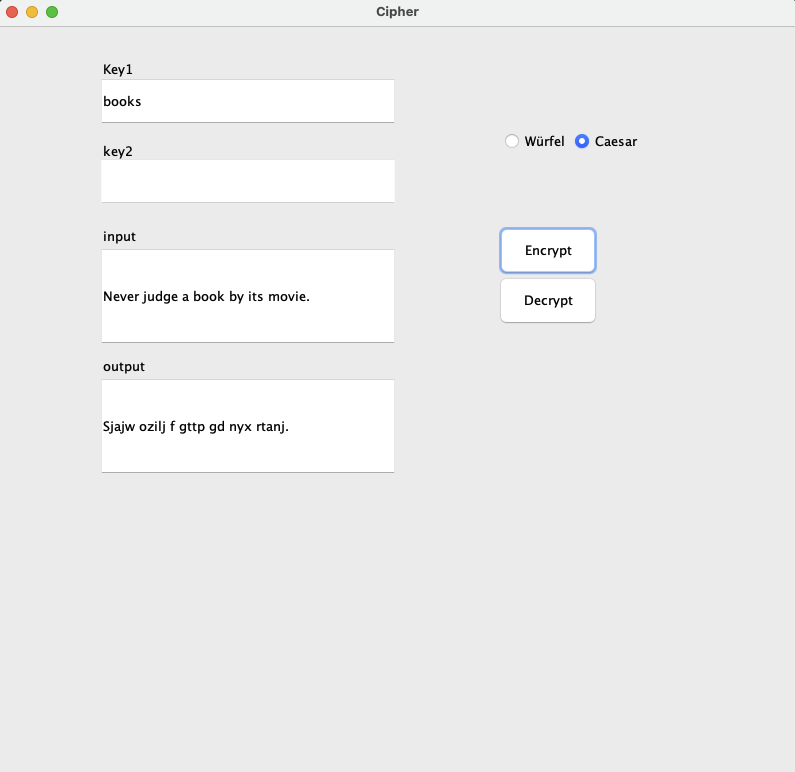 Cipher
Key1
books
key2
Würfel Caesar
input
Never judge a book by its movie.
Encrypt
Decrypt
output
Sjajw ozilj f gttp gd nyx rtanj.